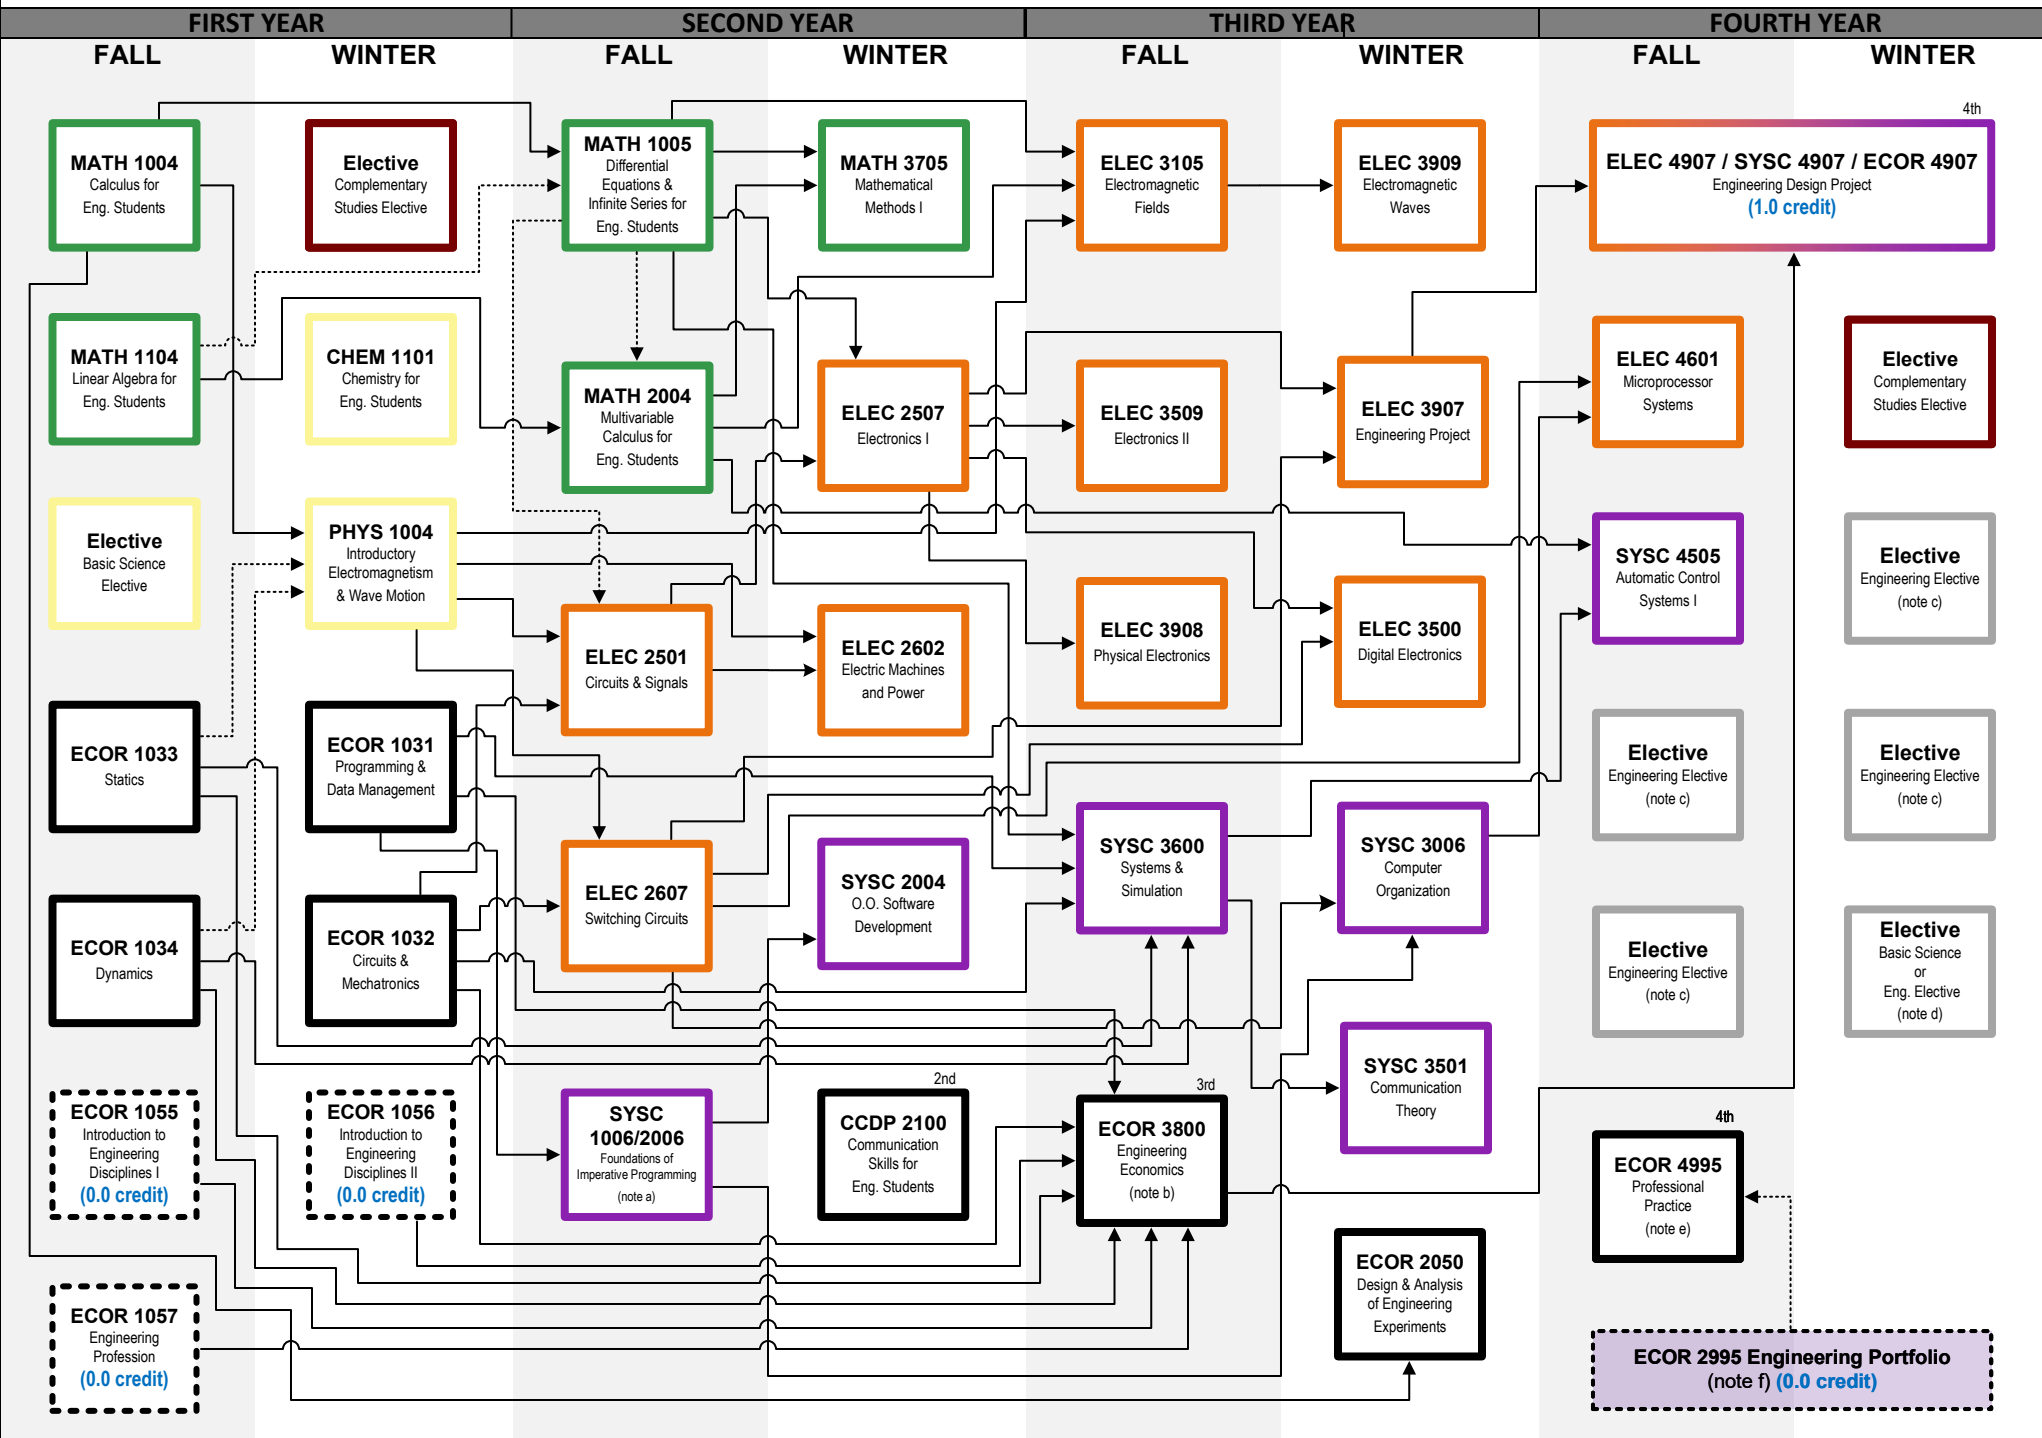 FIRST YEAR
SECOND YEAR
THIRD YEAR
FOURTH YEAR
FALL
WINTER
FALL
WINTER
FALL
WINTER
FALL
WINTER
MATH 1004
Calculus for
Eng. Students
MATH 1104
Linear Algebra for
Eng. Students
Elective
Basic Science
Elective
ECOR 1033
Statics
ECOR 1034
Dynamics
ECOR 1055
Introduction to
Engineering
Disciplines I
(0.0 credit)
ECOR 1057
Engineering
Profession
(0.0 credit)
Elective
Complementary
Studies Elective
CHEM 1101
Chemistry for
Eng. Students
PHYS 1004
Introductory
Electromagnetism
& Wave Motion
ECOR 1031
Programming &
Data Management
ECOR 1032
Circuits &
Mechatronics
ECOR 1056
Introduction to
Engineering
Disciplines II
(0.0 credit)
MATH 1005
Differential
Equations &
Infinite Series for
Eng. Students
MATH 2004
Multivariable
Calculus for
Eng. Students
ELEC 2501
Circuits & Signals
ELEC 2607
Switching Circuits
SYSC
1006/2006
Foundations of
Imperative Programming
(note a)
MATH 3705
Mathematical
Methods I
ELEC 2507
Electronics I
ELEC 2602
Electric Machines
and Power
SYSC 2004
O.O. Software
Development
2nd
CCDP 2100
Communication
Skills for
Eng. Students
ELEC 3105
Electromagnetic
Fields
ELEC 3509
Electronics II
ELEC 3908
Physical Electronics
SYSC 3600
Systems &
Simulation
3rd
ECOR 3800
Engineering
Economics
(note b)
ELEC 3909
Electromagnetic
Waves
ELEC 3907
Engineering Project
ELEC 3500
Digital Electronics
SYSC 3006
Computer
Organization
SYSC 3501
Communication
Theory
ECOR 2050
Design & Analysis
of Engineering
Experiments
4th
ELEC 4907 / SYSC 4907 / ECOR 4907
Engineering Design Project
(1.0 credit)
ELEC 4601
Microprocessor
Systems
SYSC 4505
Automatic Control
Systems I
Elective
Engineering Elective
(note c)
Elective
Engineering Elective
(note c)
4th
ECOR 4995
Professional
Practice
(note e)
Elective
Complementary
Studies Elective
Elective
Engineering Elective
(note c)
Elective
Engineering Elective
(note c)
Elective
Basic Science
or
Eng. Elective
(note d)
ECOR 2995 Engineering Portfolio
(note f) (0.0 credit)